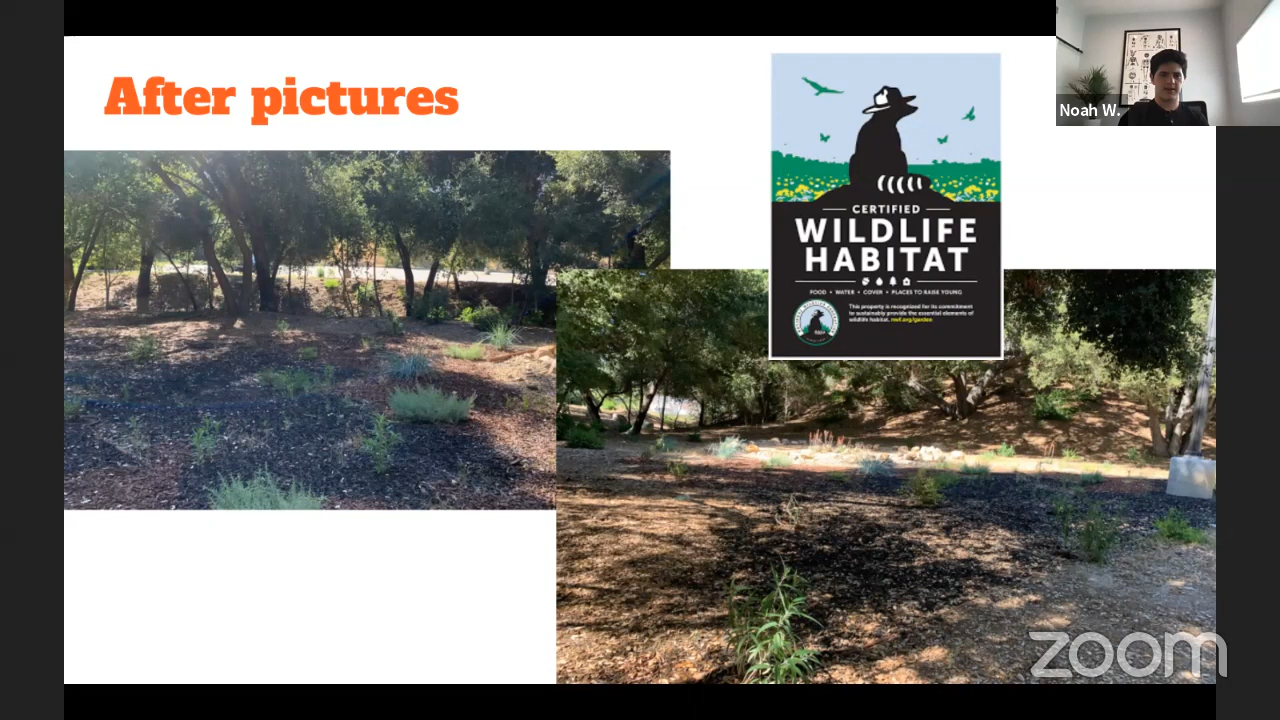 After pictures
Noah W.
CERTIFIED
WILDLIFE
HABITAT
FOOD • WATER • COVER • PLACES TO RAISE YOUNG
This property is recognized for its commitment
to sustainably provide the essential elements of
wildlife habitat. nwf.org/garden
zoom